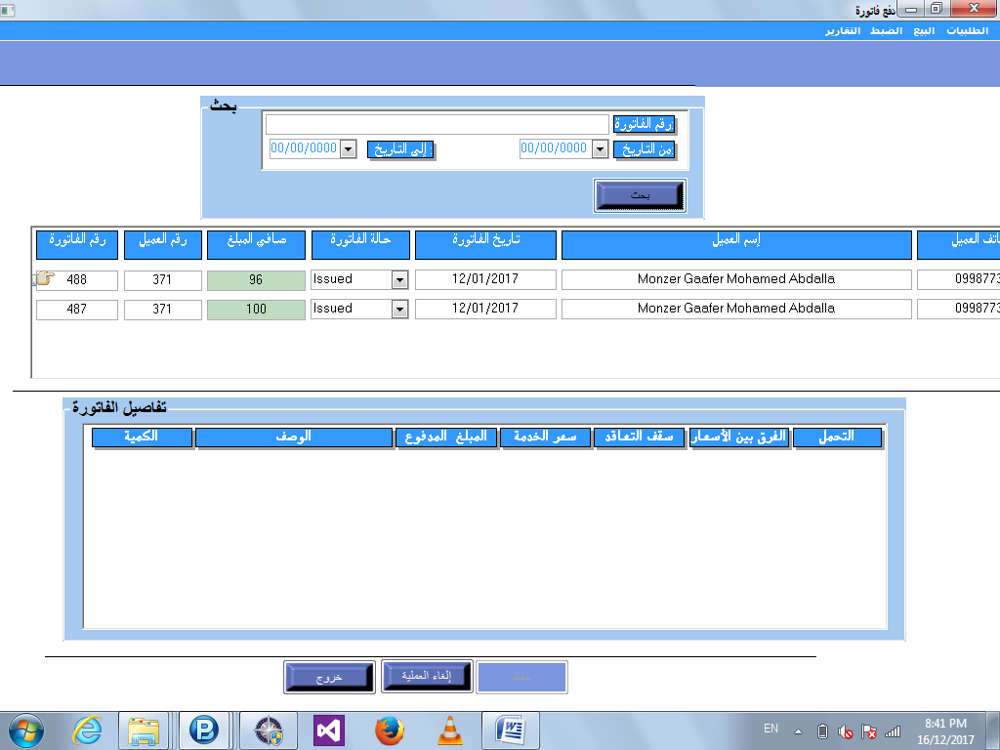 دفع فاتورة
الطلبيات البيع الضبط التقارير
بحث
رقم الفاتورة:
من التاريخ: 00/00/0000 إلى التاريخ: 00/00/0000
بحث
رقم الفاتورة رقم العميل صافي المبلغ حالة الفاتورة تاريخ الفاتورة إسم العميل العميل
488 371 96 Issued 12/01/2017 Monzer Gaafer Mohamed Abdalla 0998773
487 371 100 Issued 12/01/2017 Monzer Gaafer Mohamed Abdalla 0998773
تفاصيل الفاتورة
التحمل الفرق بين الأسعار سقف التعاقد سعر الخدمة المبلغ المدفوع الوصف الكمية
حفظ إلغاء العملية خروج
EN 8:41 PM
16/12/2017